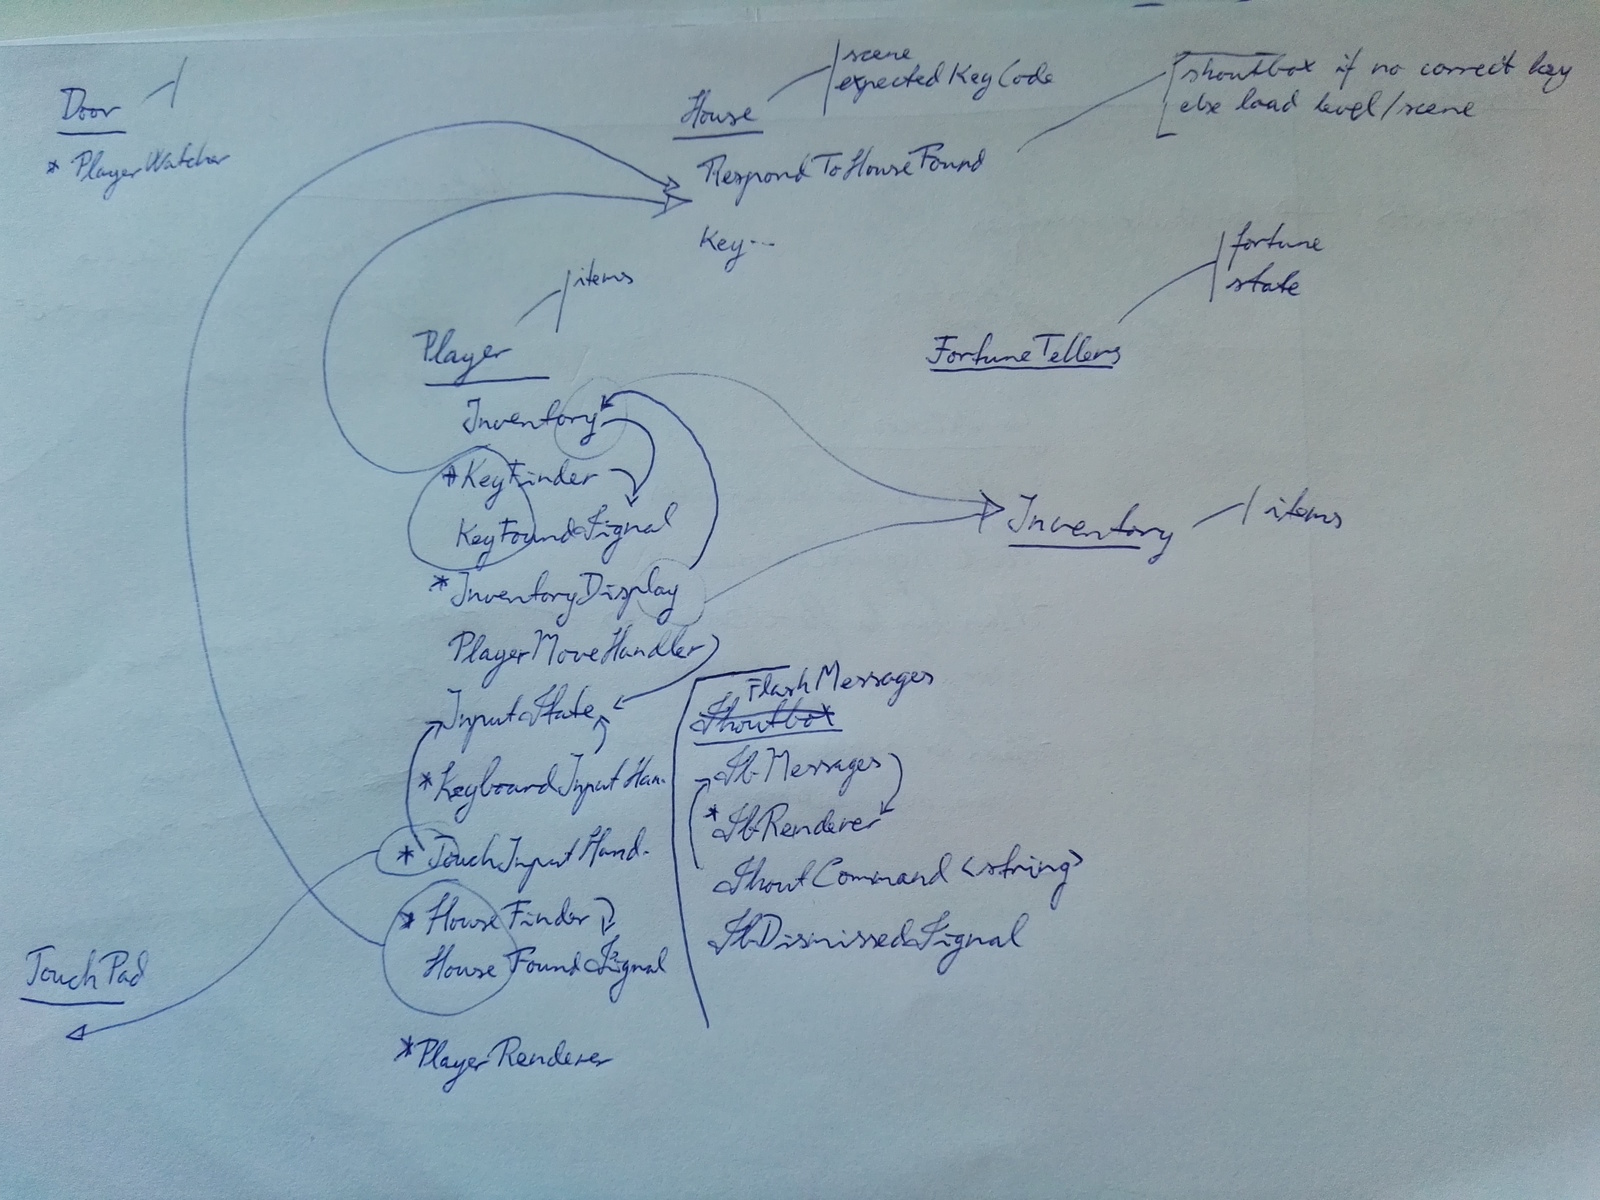 Door
* PlayerWatcher
House
scene
expected KeyCode
RespondToHouseFound
shoutbox if no correct key
else load level/scene
Key...
items
Player
Inventory
* KeyFinder
KeyFoundSignal
* InventoryDisplay
PlayerMoveHandler
InputState
* KeyboardInputHan.
* TouchInputHand.
* HouseFinder
HouseFoundSignal
* PlayerRenderer
fortune
state
FortuneTellers
Inventory
items
FlashMessages
Shoutbox
SbMessages
* SbRenderer
ShoutCommand <string>
SbDismissedSignal
TouchPad